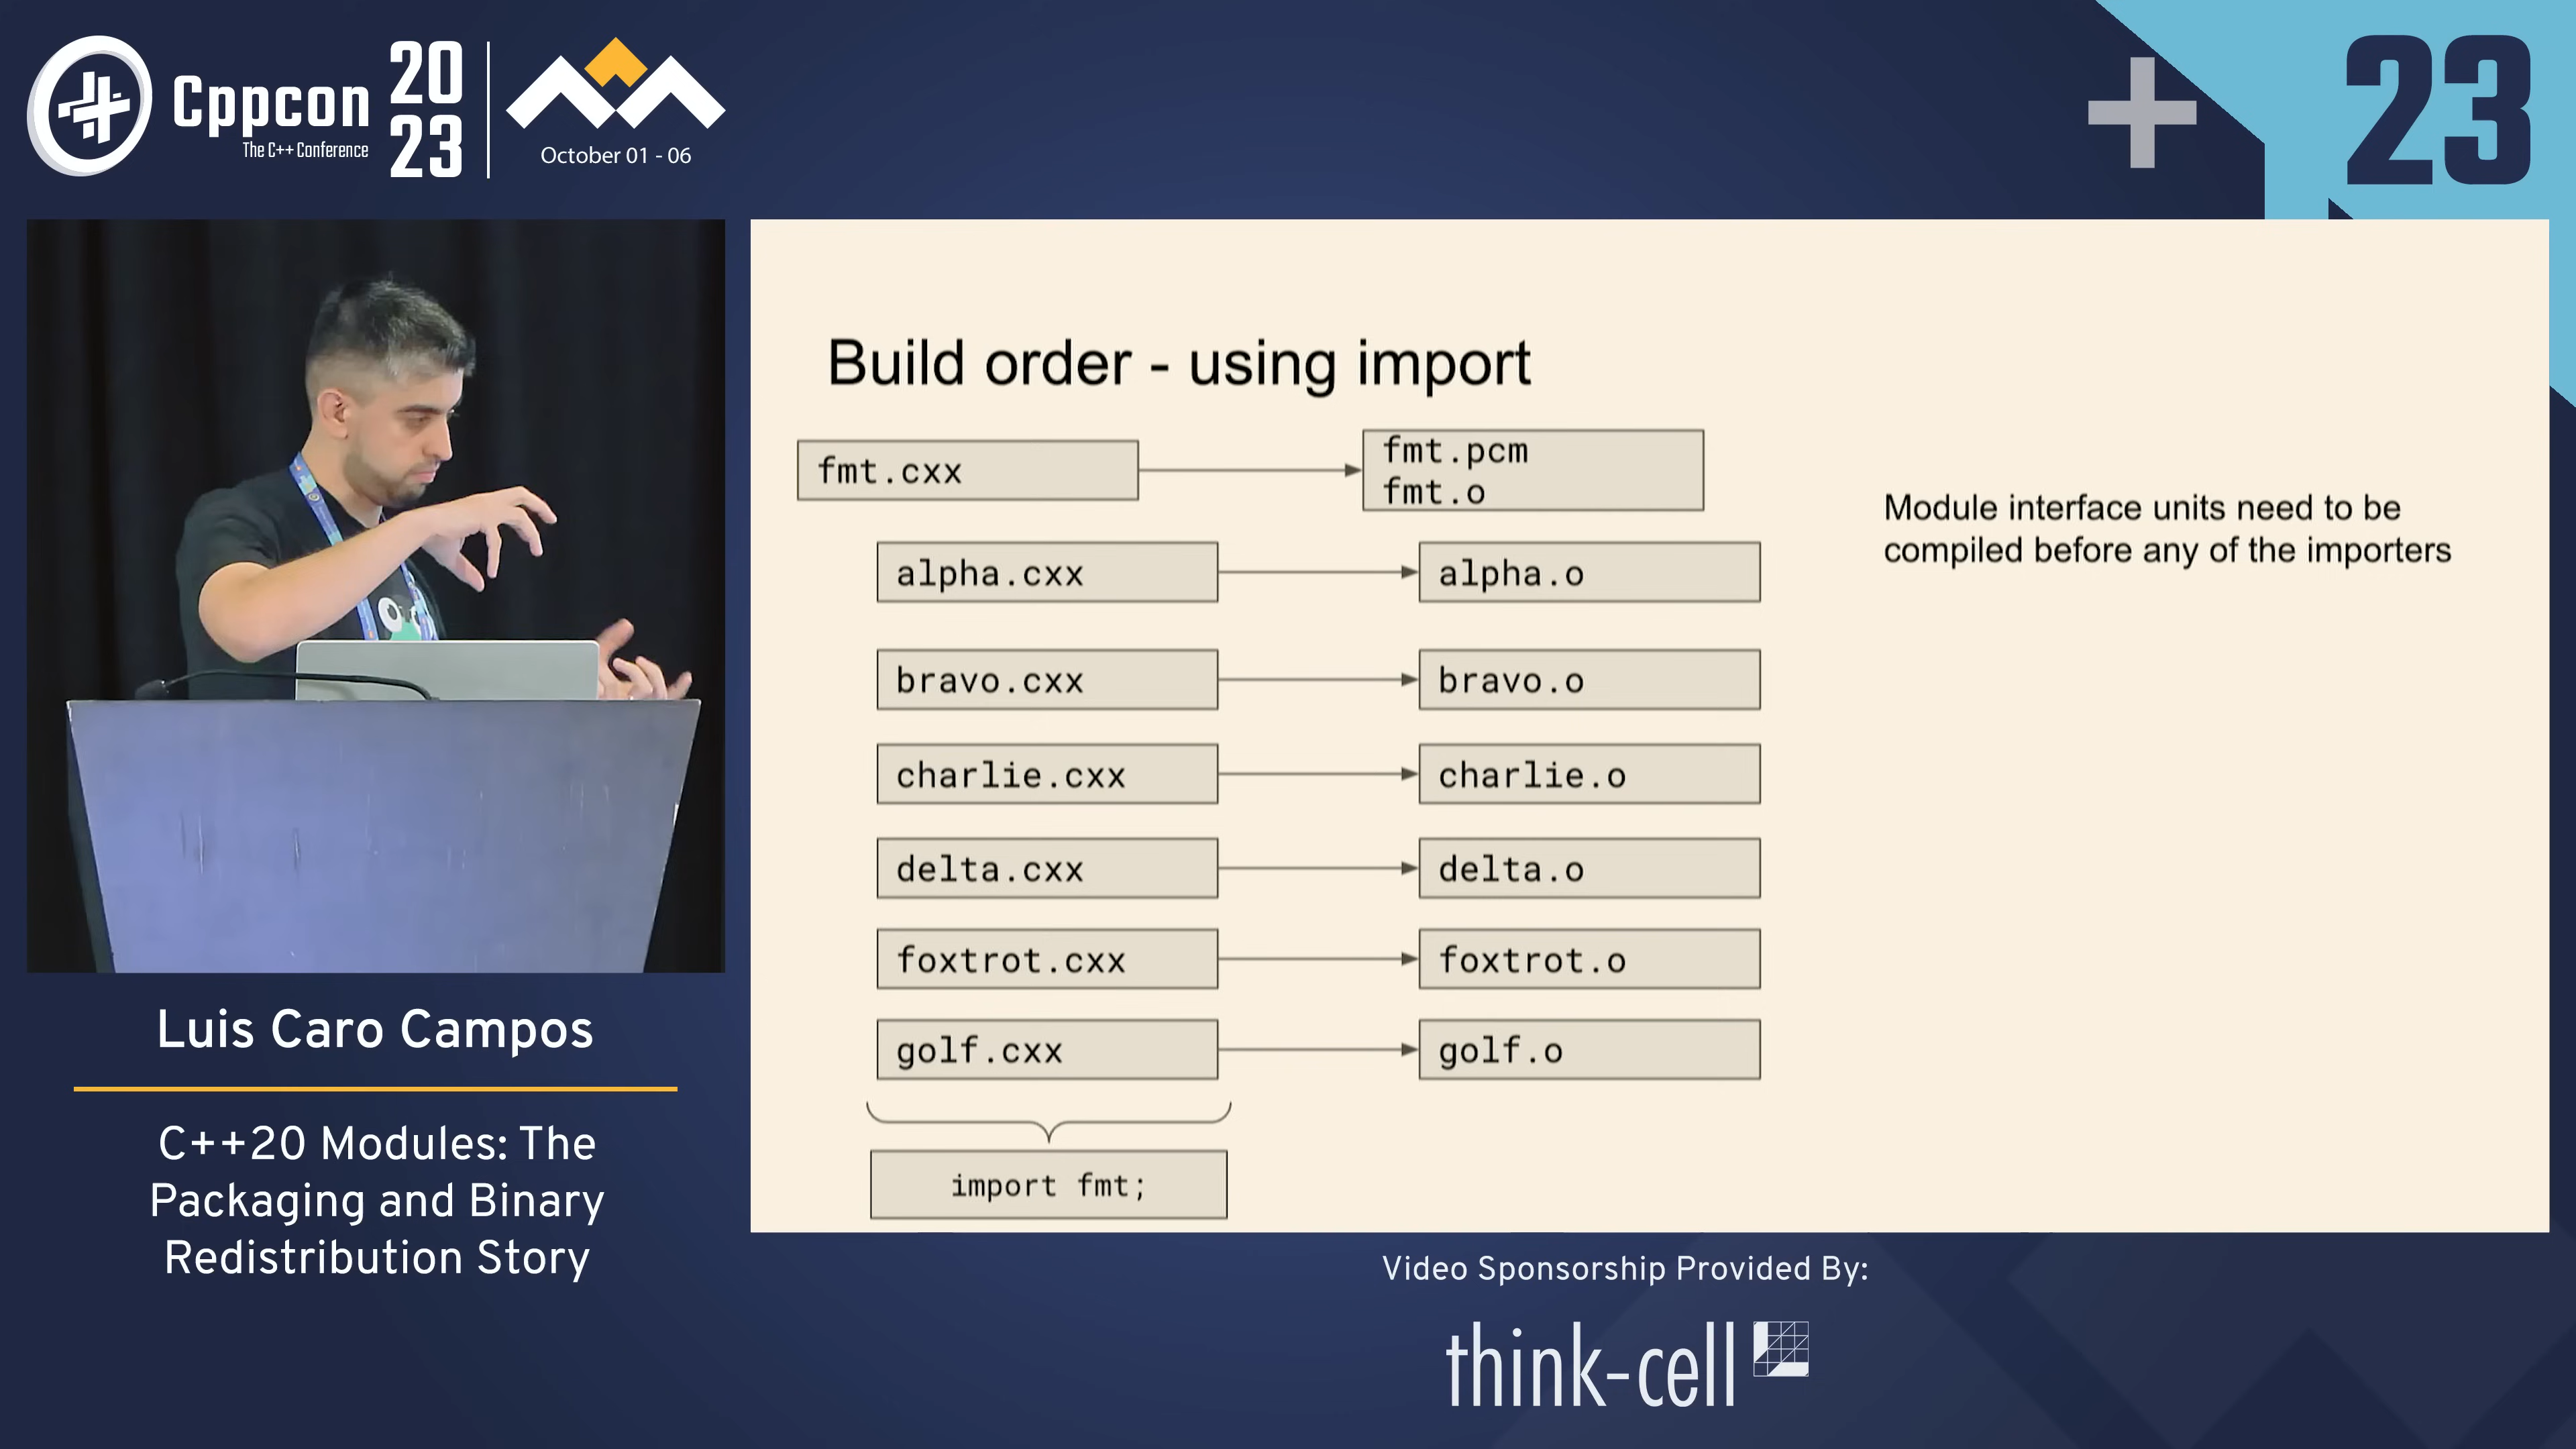 Cppcon
The C++ Conference
20
23
October 01 - 06
23
Build order - using import
fmt.cxx
fmt.pcm
fmt.o
Module interface units need to be
compiled before any of the importers
alpha.cxx
alpha.o
bravo.cxx
bravo.o
charlie.cxx
charlie.o
delta.cxx
delta.o
foxtrot.cxx
foxtrot.o
golf.cxx
golf.o
import fmt;
Luis Caro Campos
C++20 Modules: The
Packaging and Binary
Redistribution Story
Video Sponsorship Provided By:
think-cell